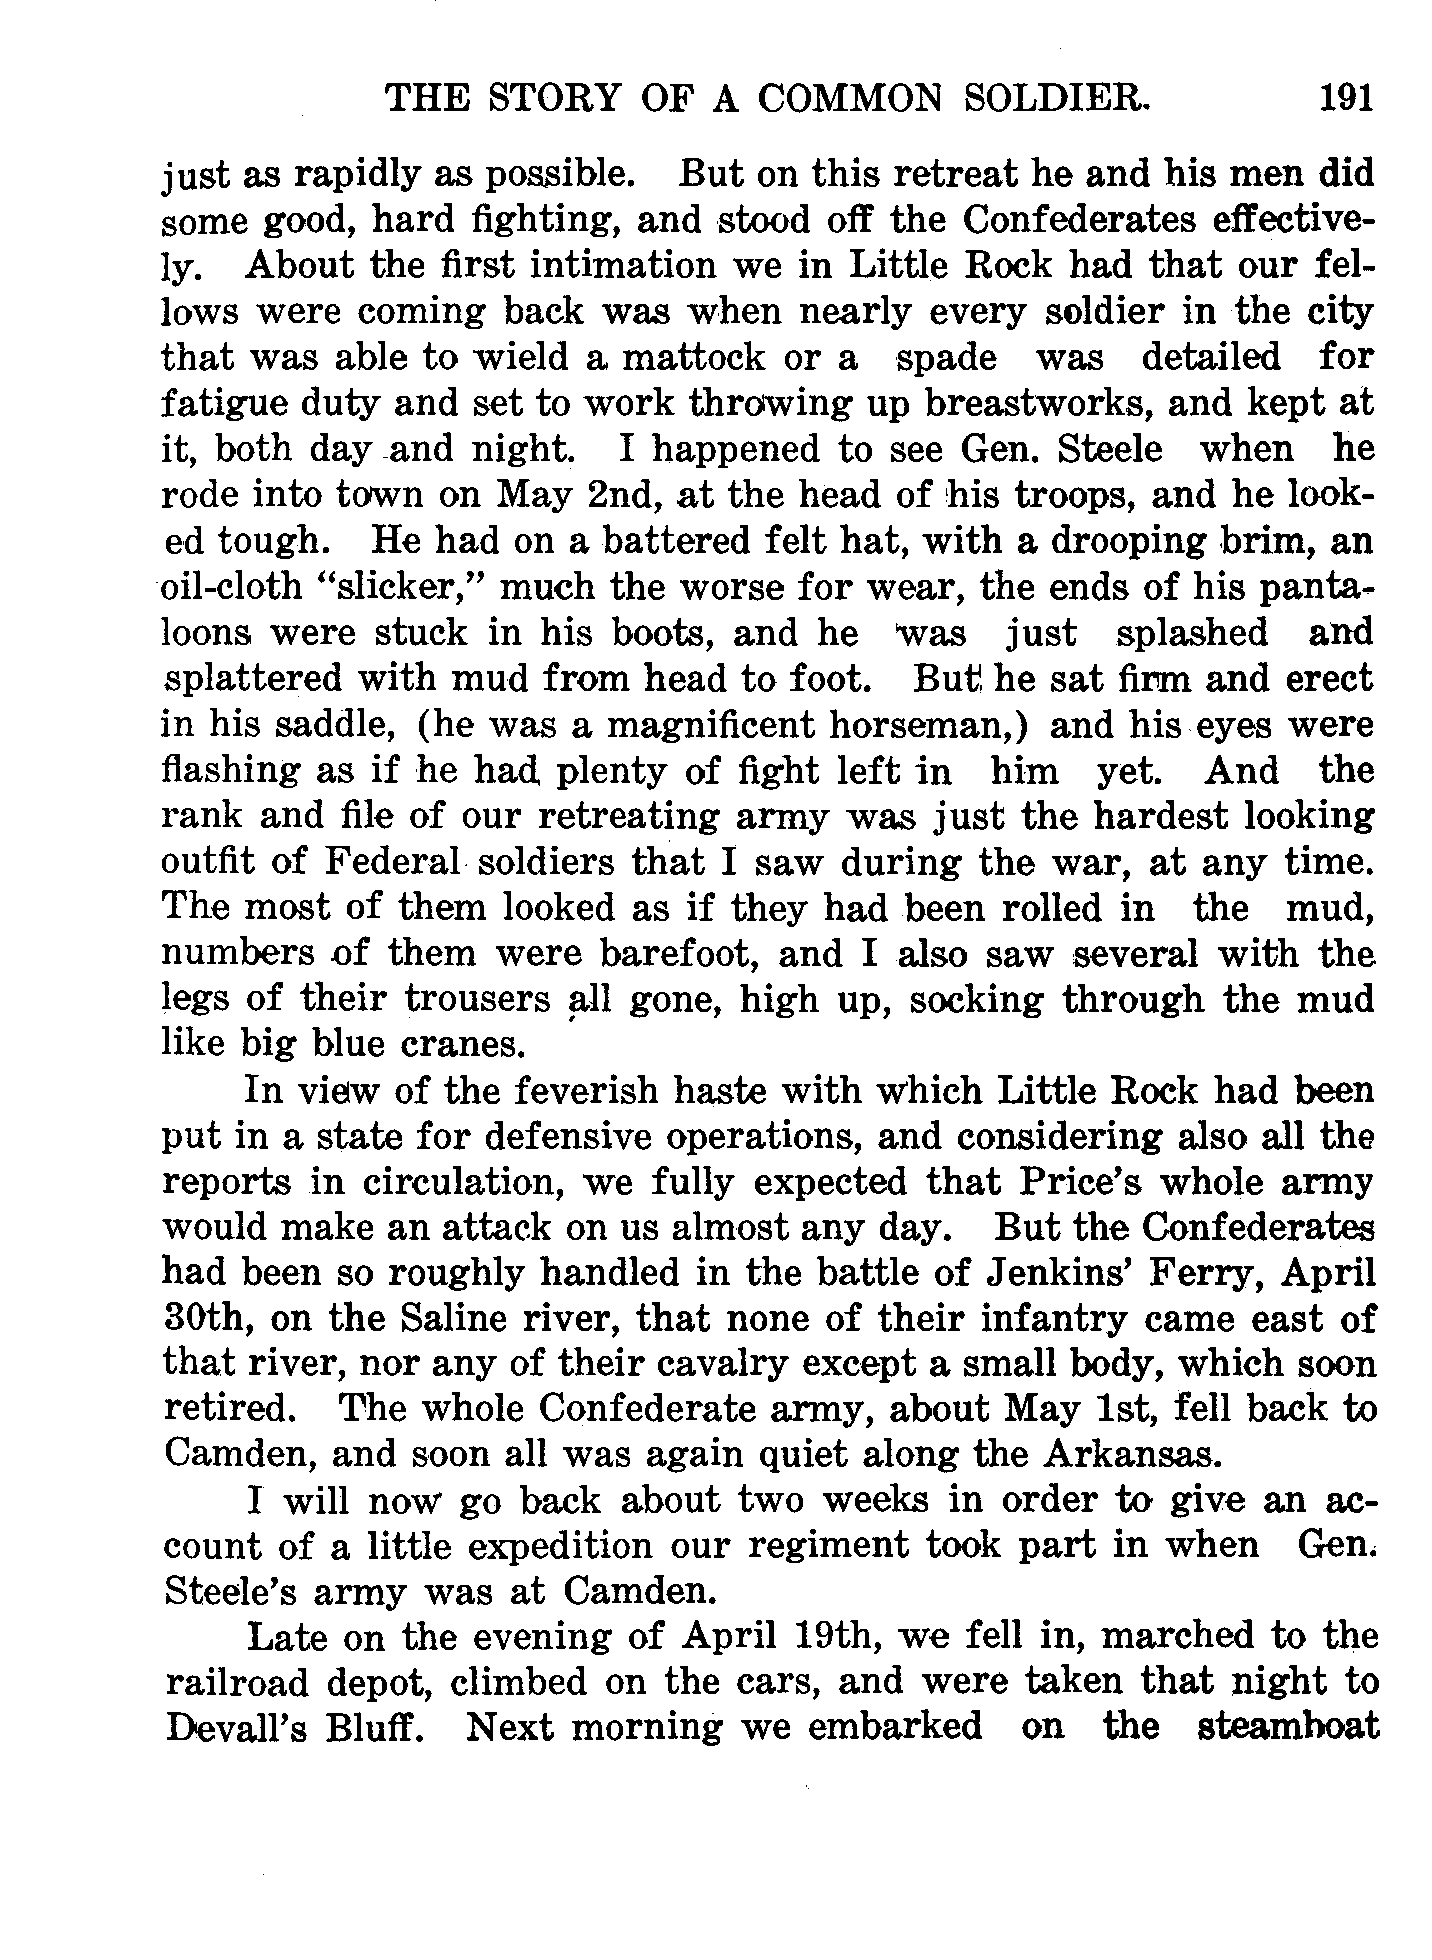 THE STORY OF A COMMON SOLDIER. 191
just as rapidly as possible. But on this retreat he and his men did
some good, hard fighting, and stood off the Confederates effective-
ly. About the first intimation we in Little Rock had that our fel-
lows were coming back was when nearly every soldier in the city
that was able to wield a mattock or a spade was detailed for
fatigue duty and set to work throwing up breastworks, and kept at
it, both day and night. I happened to see Gen. Steele when he
rode into town on May 2nd, at the head of his troops, and he look-
ed tough. He had on a battered felt hat, with a drooping brim, an
oil-cloth “slicker,” much the worse for wear, the ends of his panta-
loons were stuck in his boots, and he was just splashed and
splattered with mud from head to foot. But he sat firm and erect
in his saddle, (he was a magnificent horseman,) and his eyes were
flashing as if he had plenty of fight left in him yet. And the
rank and file of our retreating army was just the hardest looking
outfit of Federal soldiers that I saw during the war, at any time.
The most of them looked as if they had been rolled in the mud,
numbers of them were barefoot, and I also saw several with the
legs of their trousers all gone, high up, socking through the mud
like big blue cranes.
In view of the feverish haste with which Little Rock had been
put in a state for defensive operations, and considering also all the
reports in circulation, we fully expected that Price’s whole army
would make an attack on us almost any day. But the Confederates
had been so roughly handled in the battle of Jenkins’ Ferry, April
30th, on the Saline river, that none of their infantry came east of
that river, nor any of their cavalry except a small body, which soon
retired. The whole Confederate army, about May 1st, fell back to
Camden, and soon all was again quiet along the Arkansas.
I will now go back about two weeks in order to give an ac-
count of a little expedition our regiment took part in when Gen.
Steele’s army was at Camden.
Late on the evening of April 19th, we fell in, marched to the
railroad depot, climbed on the cars, and were taken that night to
Devall’s Bluff. Next morning we embarked on the steamboat